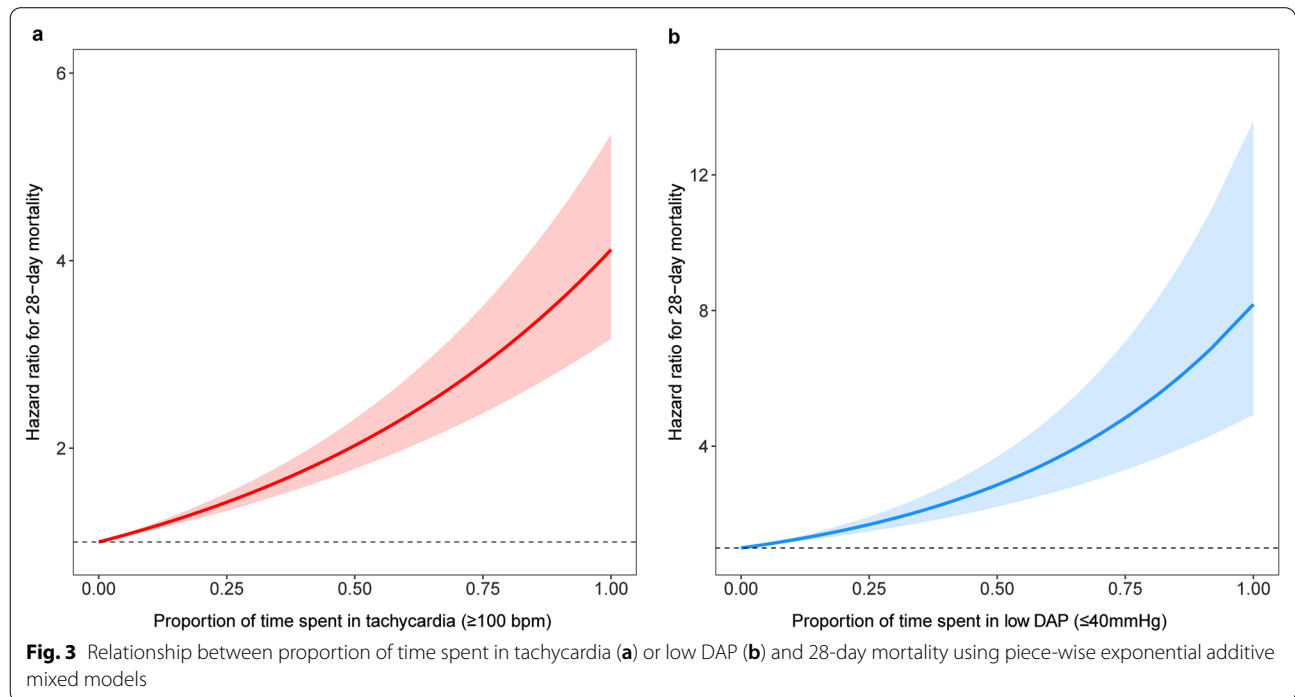 a
6
4
2
Hazard ratio for 28−day mortality
0.00 0.25 0.50 0.75 1.00
Proportion of time spent in tachycardia (≥100 bpm)
b
12
8
4
Hazard ratio for 28−day mortality
0.00 0.25 0.50 0.75 1.00
Proportion of time spent in low DAP (≤40mmHg)
Fig. 3 Relationship between proportion of time spent in tachycardia (a) or low DAP (b) and 28-day mortality using piece-wise exponential additive
mixed models